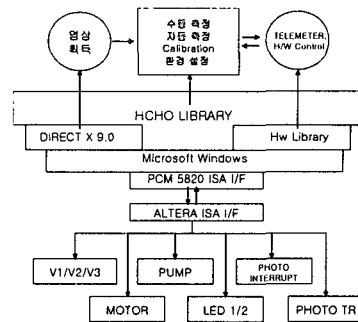 영상
획득
수동 측정
자동 측정
Calibration
환경 설정
TELEMETER,
H/W Control
HCHO LIBRARY
DIRECT X 9.0
Hw Library
Microsoft Windows
PCM 5820 ISA I/F
ALTERA ISA I/F
V1/V2/V3
PUMP
PHOTO
INTERRUPT
MOTOR
LED 1/2
PHOTO TR